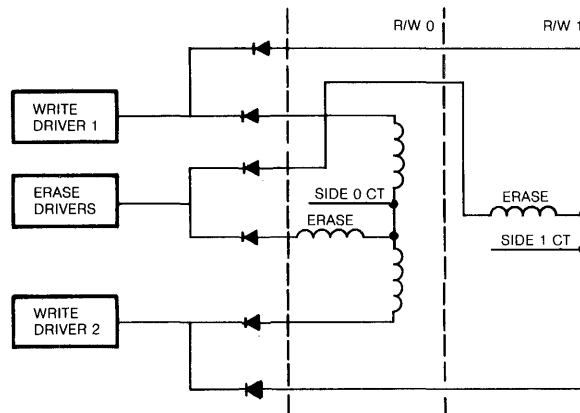 R/W 0
R/W 1
WRITE
DRIVER 1
ERASE
DRIVERS
SIDE 0 CT
ERASE
ERASE
SIDE 1 CT
WRITE
DRIVER 2